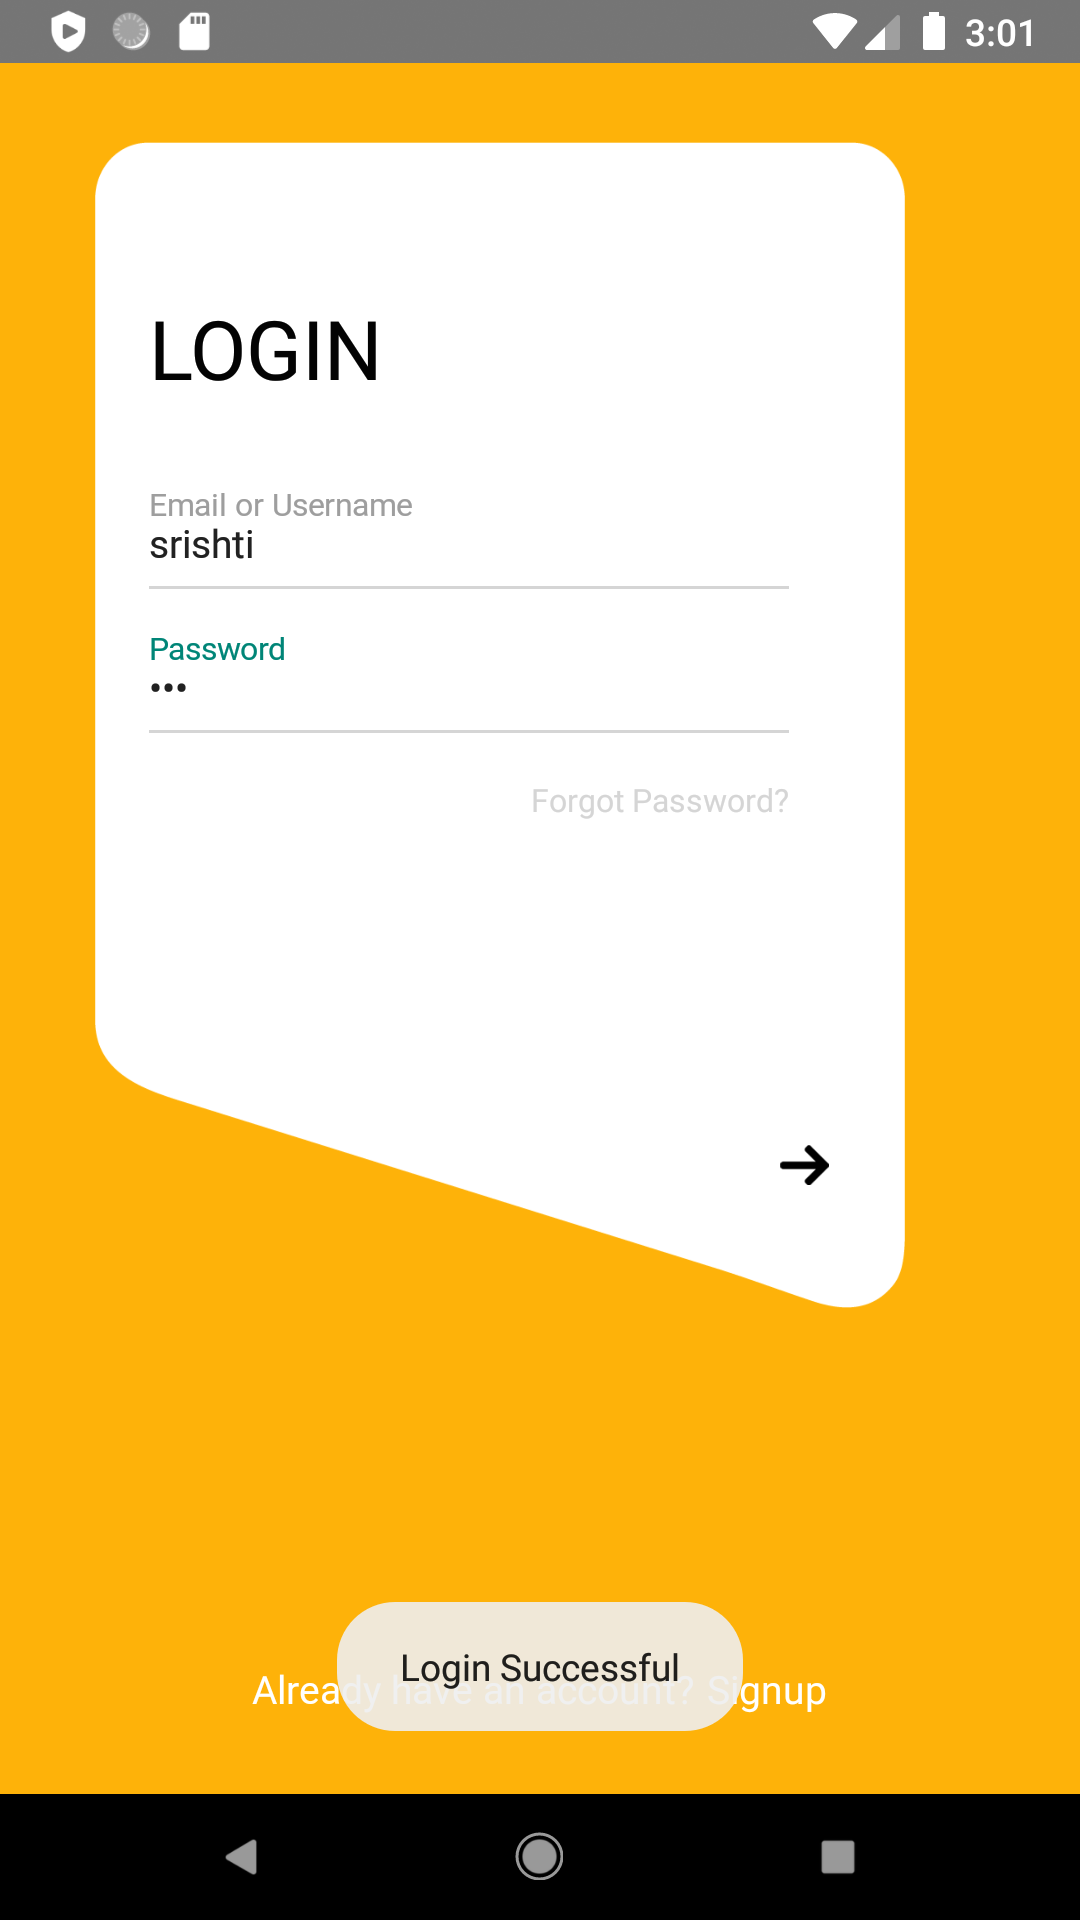 3:01
LOGIN
Email or Username
srishti
Password
•••
Forgot Password?
Login Successful
Already have an account? Signup